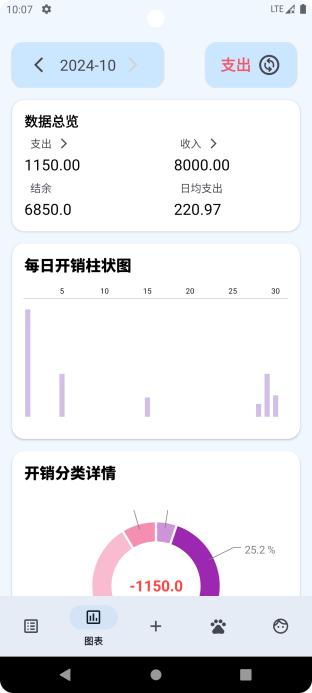 10:07 LTE
2024-10 支出
数据总览
支出 收入
1150.00 8000.00
结余 日均支出
6850.0 220.97
每日开销柱状图
5 10 15 20 25 30
开销分类详情
25.2 %
-1150.0
图表